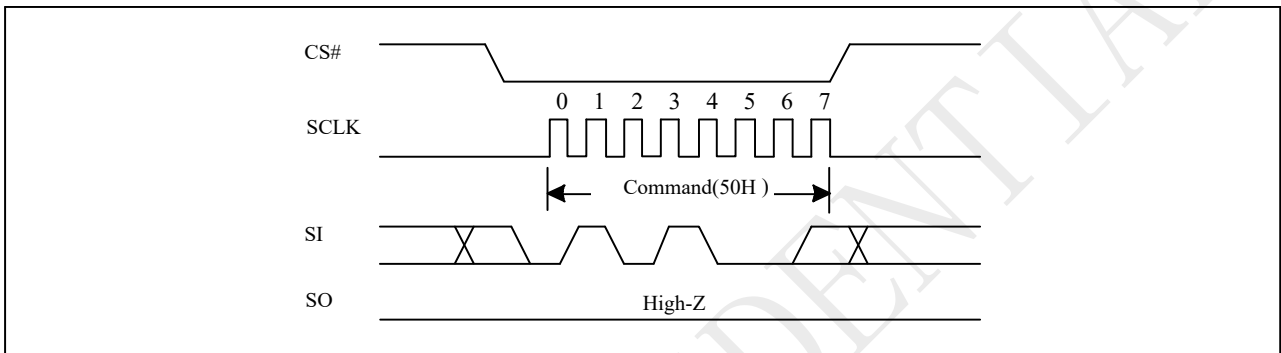 CS#
0 1 2 3 4 5 6 7
SCLK
Command(50H )
SI
SO High-Z